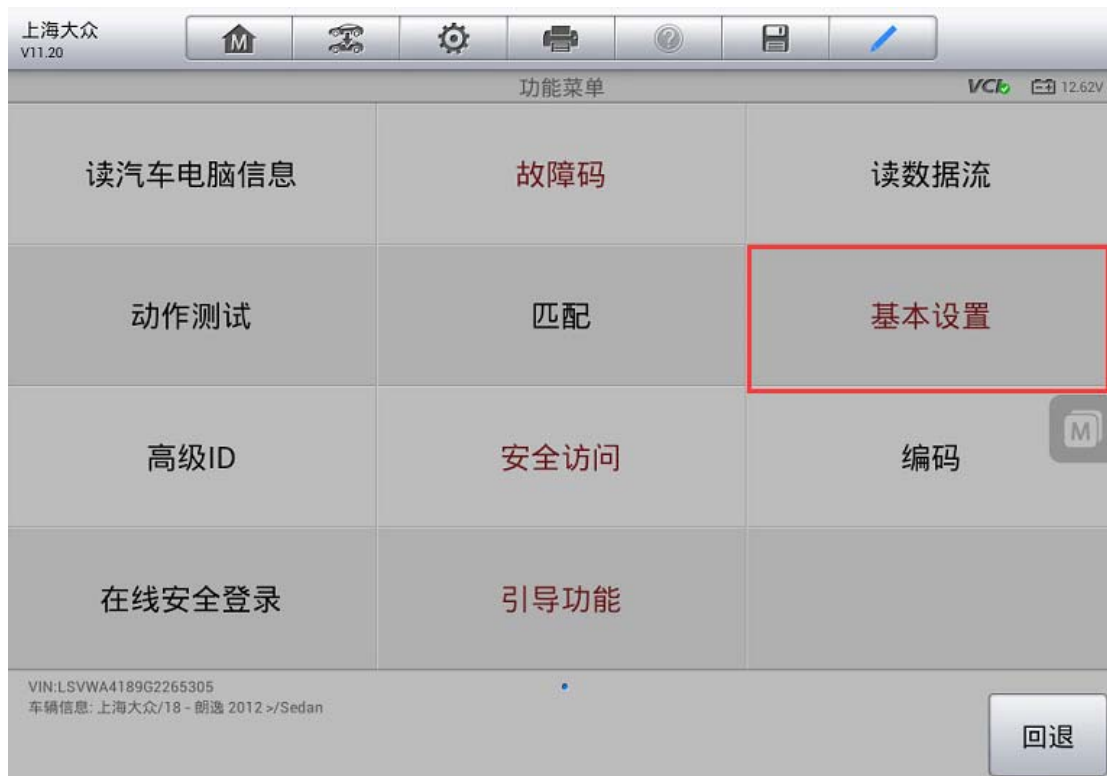 上海大众
V11.20
M
功能菜单
VCI 12.62V
读汽车电脑信息 故障码 读数据流
动作测试 匹配 基本设置
高级ID 安全访问 编码
M
在线安全登录 引导功能
VIN:LSVWA4189G2265305
车辆信息: 上海大众/18 - 朗逸 2012 >/Sedan
回退